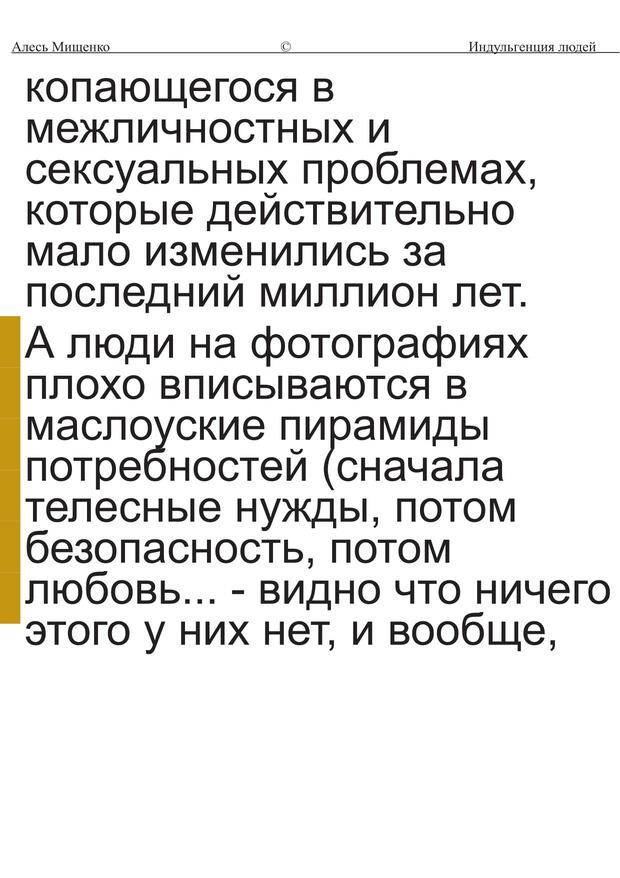 Алесь Мищенко © Индульгенция людей
копающегося в
межличностных и
сексуальных проблемах,
которые действительно
мало изменились за
последний миллион лет.
А люди на фотографиях
плохо вписываются в
маслоуские пирамиды
потребностей (сначала
телесные нужды, потом
безопасность, потом
любовь... - видно что ничего
этого у них нет, и вообще,